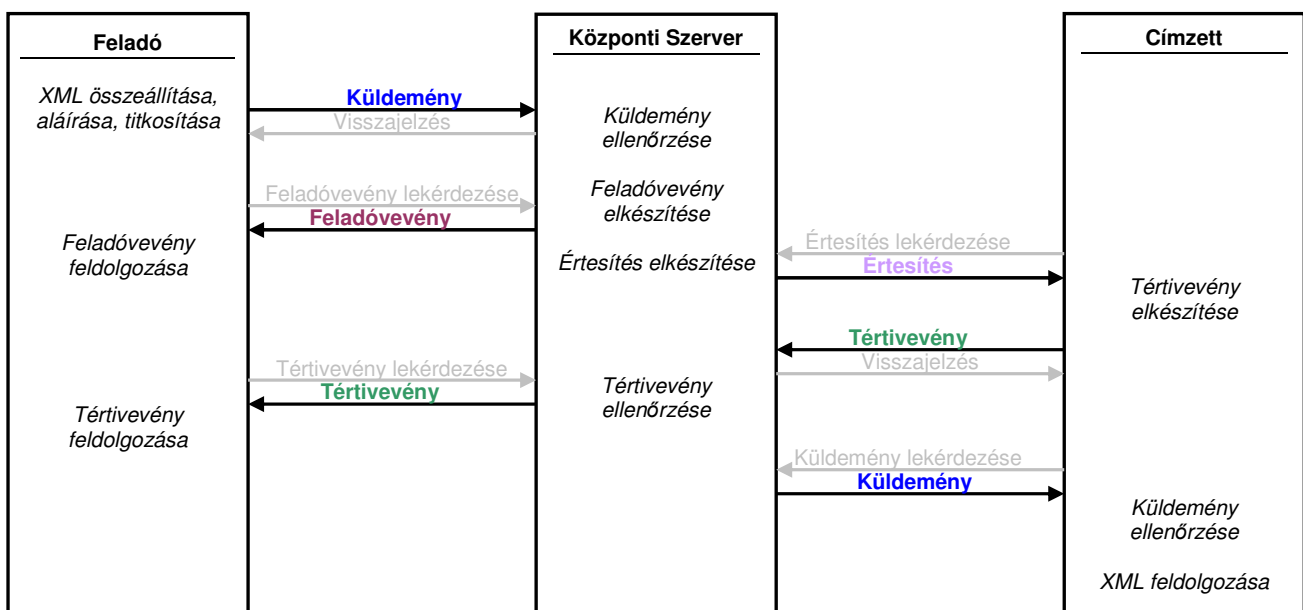 Feladó
Központi Szerver
Címzett
XML összeállítása,
aláírása, titkosítása
Küldemény
Visszajelzés
Küldemény
ellenőrzése
Feladóvevény lekérdezése
Feladóvevény
Feladóvevény
elkészítése
Feladóvevény
feldolgozása
Értesítés elkészítése
Értesítés lekérdezése
Értesítés
Tértivevény
elkészítése
Tértivevény
Visszajelzés
Tértivevény lekérdezése
Tértivevény
Tértivevény
ellenőrzése
Tértivevény
feldolgozása
Küldemény lekérdezése
Küldemény
Küldemény
ellenőrzése
XML feldolgozása